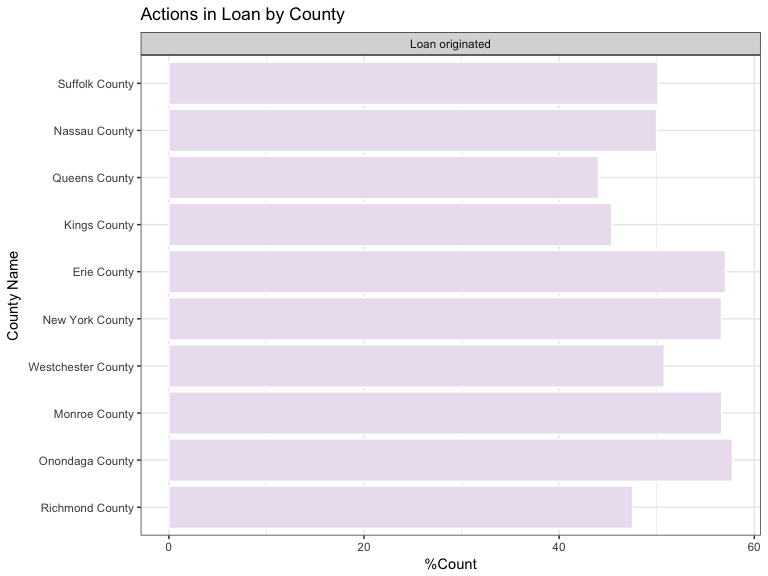 Actions in Loan by County
Loan originated
County Name
Suffolk County
Nassau County
Queens County
Kings County
Erie County
New York County
Westchester County
Monroe County
Onondaga County
Richmond County
0 20 40 60
%Count